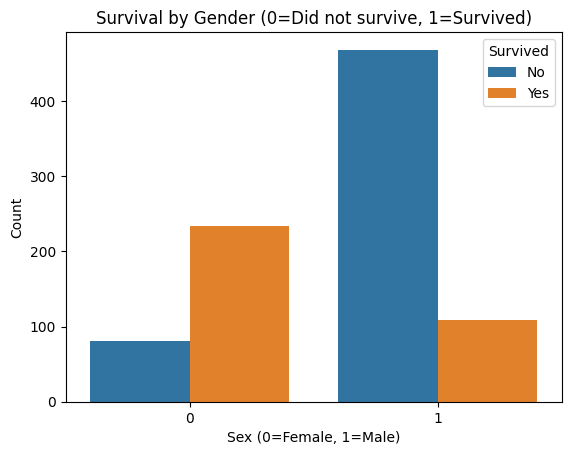 Survival by Gender (0=Did not survive, 1=Survived)
Survived
No
Yes
Count
400
300
200
100
0
0
1
Sex (0=Female, 1=Male)